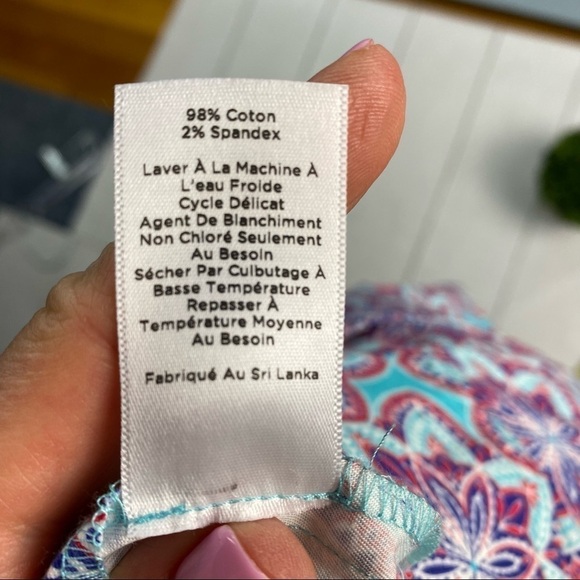 98% Coton
2% Spandex
Laver À La Machine À
L'eau Froide
Cycle Délicat
Agent De Blanchiment
Non Chloré Seulement
Au Besoin
Sécher Par Culbutage À
Basse Température
Repasser À
Température Moyenne
Au Besoin
Fabriqué Au Sri Lanka